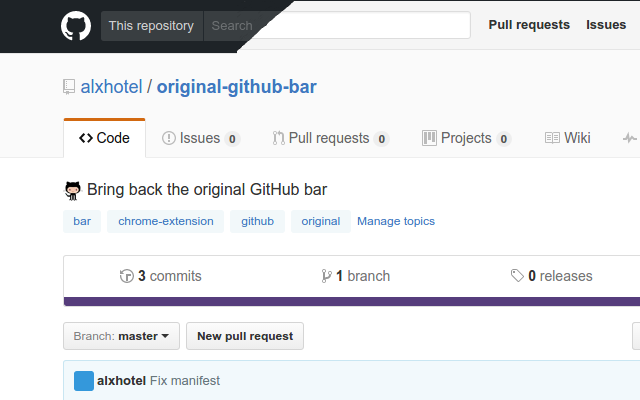 This repository Search Pull requests Issues
alxhotel / original-github-bar
Code Issues 0 Pull requests 0 Projects 0 Wiki
Bring back the original GitHub bar
bar chrome-extension github original Manage topics
3 commits 1 branch 0 releases
Branch: master New pull request
alxhotel Fix manifest